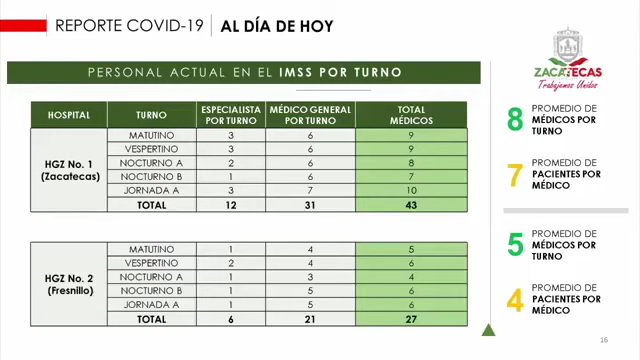 REPORTE COVID-19 AL DÍA DE HOY
ZACATECAS
Trabajemos Unidos
PERSONAL ACTUAL EN EL IMSS POR TURNO
HOSPITAL TURNO ESPECIALISTA POR TURNO MÉDICO GENERAL POR TURNO TOTAL MÉDICOS
HGZ No. 1 (Zacatecas)
MATUTINO 3 6 9
VESPERTINO 3 6 9
NOCTURNO A 2 6 8
NOCTURNO B 1 6 7
JORNADA A 3 7 10
TOTAL 12 31 43
HGZ No. 2 (Fresnillo)
MATUTINO 1 4 5
VESPERTINO 2 4 6
NOCTURNO A 1 3 4
NOCTURNO B 1 5 6
JORNADA A 1 5 6
TOTAL 6 21 27
8 PROMEDIO DE
MÉDICOS POR
TURNO
7 PROMEDIO DE
PACIENTES POR
MÉDICO
5 PROMEDIO DE
MÉDICSS POR
TURNO
4 PROMEDIO DE
PACIENTES POR
MÉDICO
16